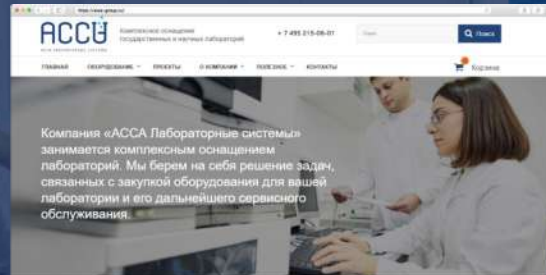 АССЫ
Комплексное оснащение
государственных и научных лабораторий
+ 7 495 215-06-01
Поиск
ГЛАВНАЯ ОБОРУДОВАНИЕ ПРОЕКТЫ О КОМПАНИИ ПОЛЕЗНОЕ КОНТАКТЫ
Корзина
Компания «АССА Лабораторные системы»
занимается комплексным оснащением
лабораторий. Мы берем на себя решение задач,
связанных с закупкой оборудования для вашей
лаборатории и его дальнейшего сервисного
обслуживания.